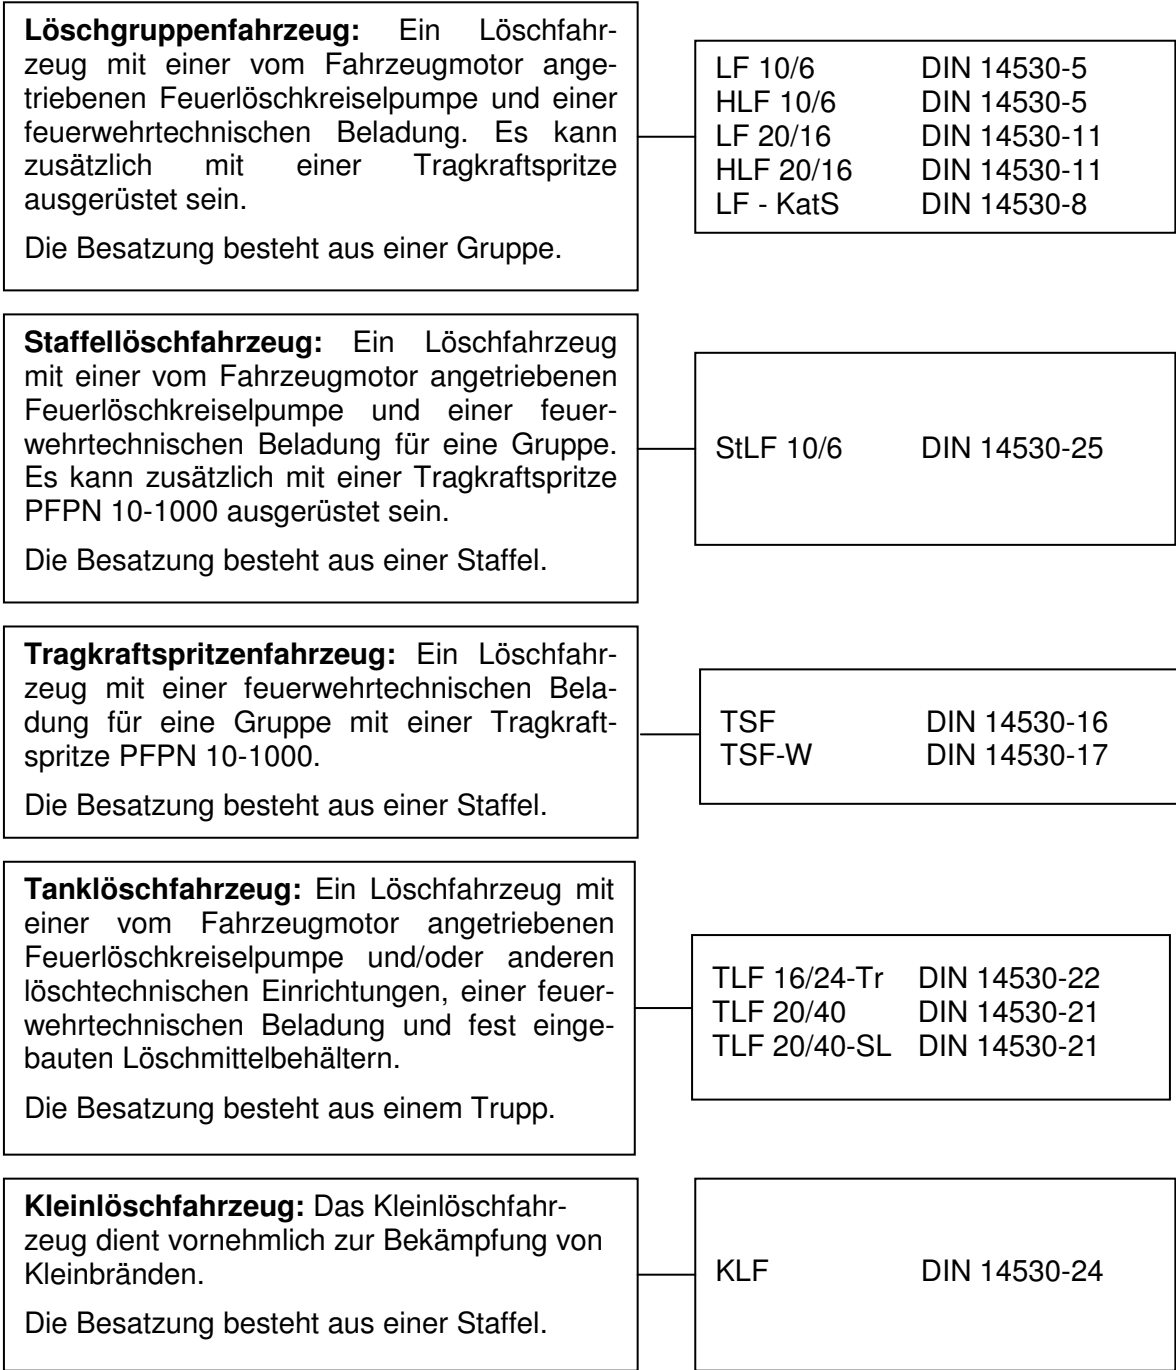 Löschgruppenfahrzeug: Ein Löschfahr-
zeug mit einer vom Fahrzeugmotor ange-
triebenen Feuerlöschkreiselpumpe und einer
feuerwehrtechnischen Beladung. Es kann
zusätzlich mit einer Tragkraftspritze
ausgerüstet sein.
Die Besatzung besteht aus einer Gruppe.
LF 10/6 DIN 14530-5
HLF 10/6 DIN 14530-5
LF 20/16 DIN 14530-11
HLF 20/16 DIN 14530-11
LF - KatS DIN 14530-8
Staffellöschfahrzeug: Ein Löschfahrzeug
mit einer vom Fahrzeugmotor angetriebenen
Feuerlöschkreiselpumpe und einer feuer-
wehrtechnischen Beladung für eine Gruppe.
Es kann zusätzlich mit einer Tragkraftspritze
PFPN 10-1000 ausgerüstet sein.
Die Besatzung besteht aus einer Staffel.
StLF 10/6 DIN 14530-25
Tragkraftspritzenfahrzeug: Ein Löschfahr-
zeug mit einer feuerwehrtechnischen Bela-
dung für eine Gruppe mit einer Tragkraft-
spritze PFPN 10-1000.
Die Besatzung besteht aus einer Staffel.
TSF DIN 14530-16
TSF-W DIN 14530-17
Tanklöschfahrzeug: Ein Löschfahrzeug mit
einer vom Fahrzeugmotor angetriebenen
Feuerlöschkreiselpumpe und/oder anderen
löschtechnischen Einrichtungen, einer feuer-
wehrtechnischen Beladung und fest einge-
bauten Löschmittelbehältern.
Die Besatzung besteht aus einem Trupp.
TLF 16/24-Tr DIN 14530-22
TLF 20/40 DIN 14530-21
TLF 20/40-SL DIN 14530-21
Kleinlöschfahrzeug: Das Kleinlöschfahr-
zeug dient vornehmlich zur Bekämpfung von
Kleinbränden.
Die Besatzung besteht aus einer Staffel.
KLF DIN 14530-24